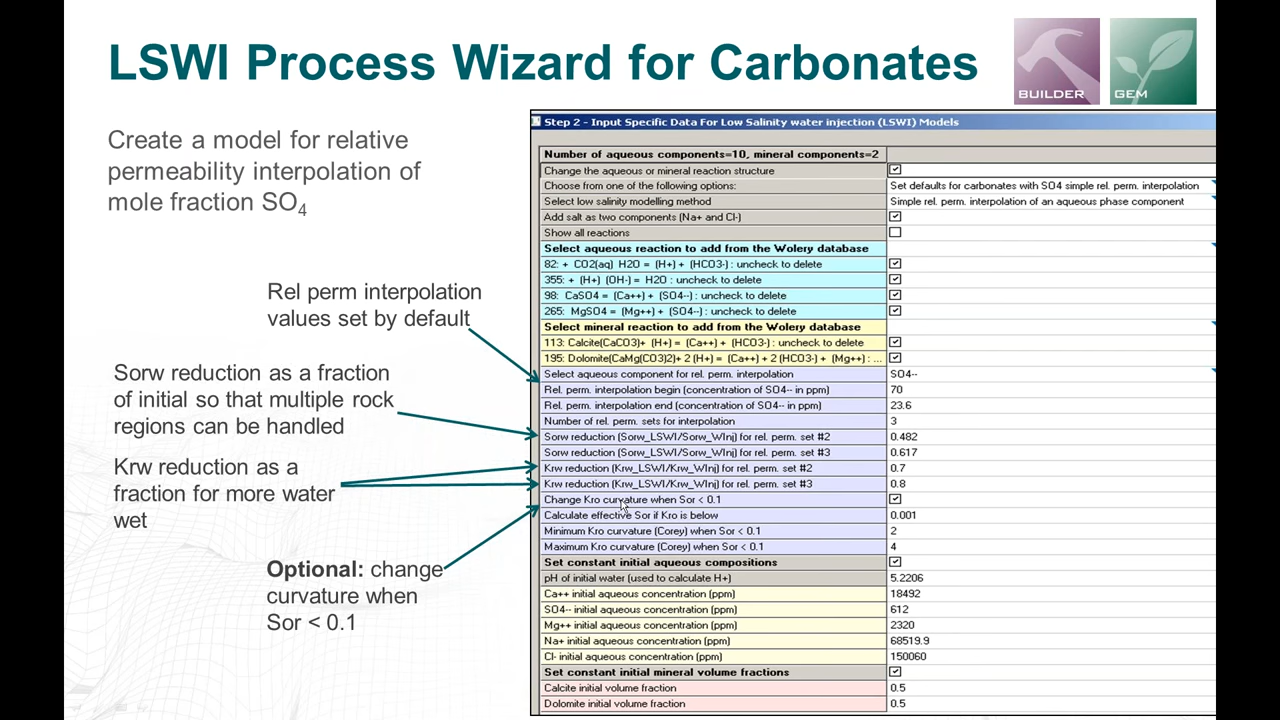 LSWI Process Wizard for Carbonates
BUILDER
GEM
Create a model for relative
permeability interpolation of
mole fraction SO4
Rel perm interpolation
values set by default
Sorw reduction as a fraction
of initial so that multiple rock
regions can be handled
Krw reduction as a
fraction for more water
wet
Optional: change
curvature when
Sor < 0.1
Step 2 - Input Specific Data For Low Salinity water injection (LSWI) Models
Number of aqueous components=10, mineral components=2
Change the aqueous or mineral reaction structure
Choose from one of the following options: Set defaults for carbonates with SO4 simple rel. perm. interpolation
Select low salinity modelling method Simple rel. perm. interpolation of an aqueous phase component
Add salt as two components (Na+ and Cl-)
Show all reactions
Select aqueous reaction to add from the Wolery database
82: + CO2(aq) H2O = (H+) + (HCO3-) : uncheck to delete
355: + (H+) (OH-) = H2O : uncheck to delete
98: CaSO4 = (Ca++) + (SO4--) : uncheck to delete
265: MgSO4 = (Mg++) + (SO4--) : uncheck to delete
Select mineral reaction to add from the Wolery database
113: Calcite(CaCO3)+ (H+) = (Ca++) + (HCO3-) : uncheck to delete
195: Dolomite(CaMg(CO3)2)+ 2 (H+) = (Ca++) + 2 (HCO3-) + (Mg++) : ...
Select aqueous component for rel. perm. interpolation SO4--
Rel. perm. interpolation begin (concentration of SO4-- in ppm) 70
Rel. perm. interpolation end (concentration of SO4-- in ppm) 23.6
Number of rel. perm. sets for interpolation 3
Sorw reduction (Sorw_LSWI/Sorw_WInj) for rel. perm. set #2 0.482
Sorw reduction (Sorw_LSWI/Sorw_WInj) for rel. perm. set #3 0.617
Krw reduction (Krw_LSWI/Krw_WInj) for rel. perm. set #2 0.7
Krw reduction (Krw_LSWI/Krw_WInj) for rel. perm. set #3 0.8
Change Kro curvature when Sor < 0.1
Calculate effective Sor if Kro is below 0.001
Minimum Kro curvature (Corey) when Sor < 0.1 2
Maximum Kro curvature (Corey) when Sor < 0.1 4
Set constant initial aqueous compositions
pH of initial water (used to calculate H+) 5.2206
Ca++ initial aqueous concentration (ppm) 18492
SO4-- initial aqueous concentration (ppm) 612
Mg++ initial aqueous concentration (ppm) 2320
Na+ initial aqueous concentration (ppm) 68519.9
Cl- initial aqueous concentration (ppm) 150060
Set constant initial mineral volume fractions
Calcite initial volume fraction 0.5
Dolomite initial volume fraction 0.5